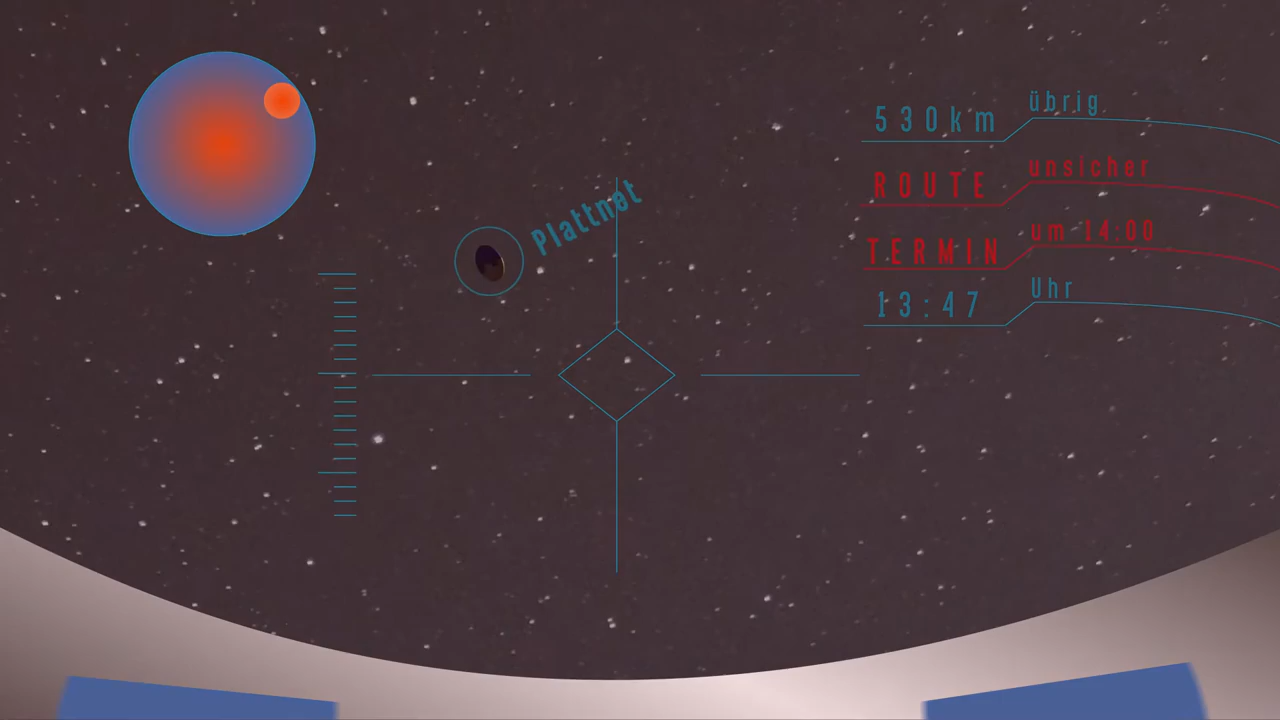 530km übrig
ROUTE unsicher
TERMIN um 14:00
13:47 Uhr
Plattnet